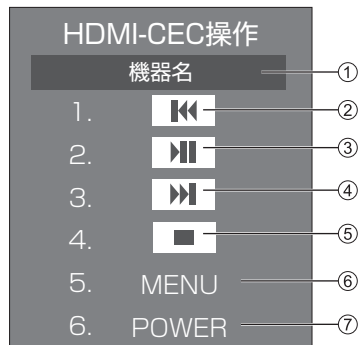 HDMI-CEC操作
機器名 ①
1. ②
2. ③
3. ④
4. ⑤
5. MENU ⑥
6. POWER ⑦